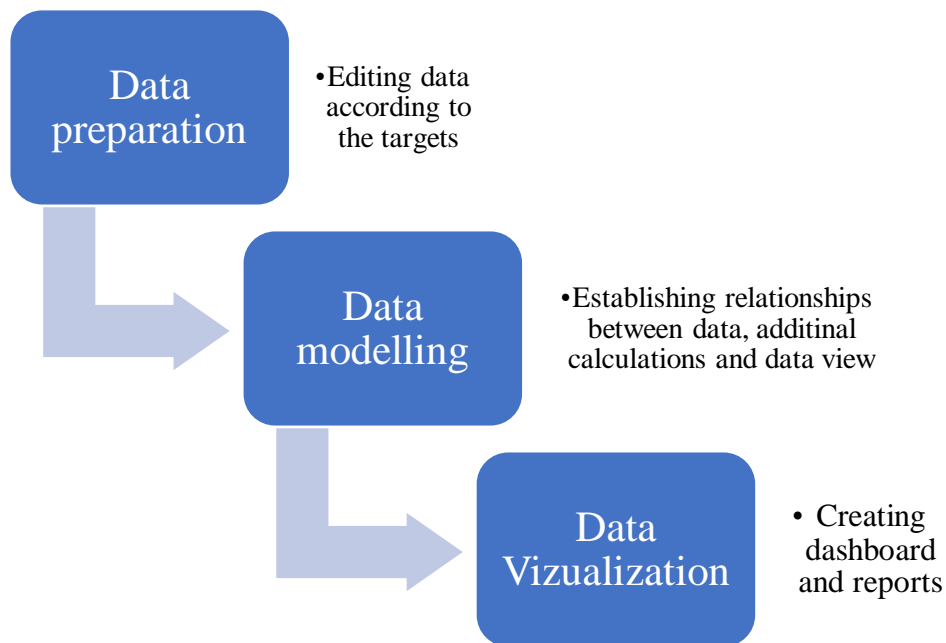 Data
preparation
•Editing data
according to
the targets
Data
modelling
•Establishing relationships
between data, additinal
calculations and data view
Data
Vizualization
• Creating
dashboard
and reports